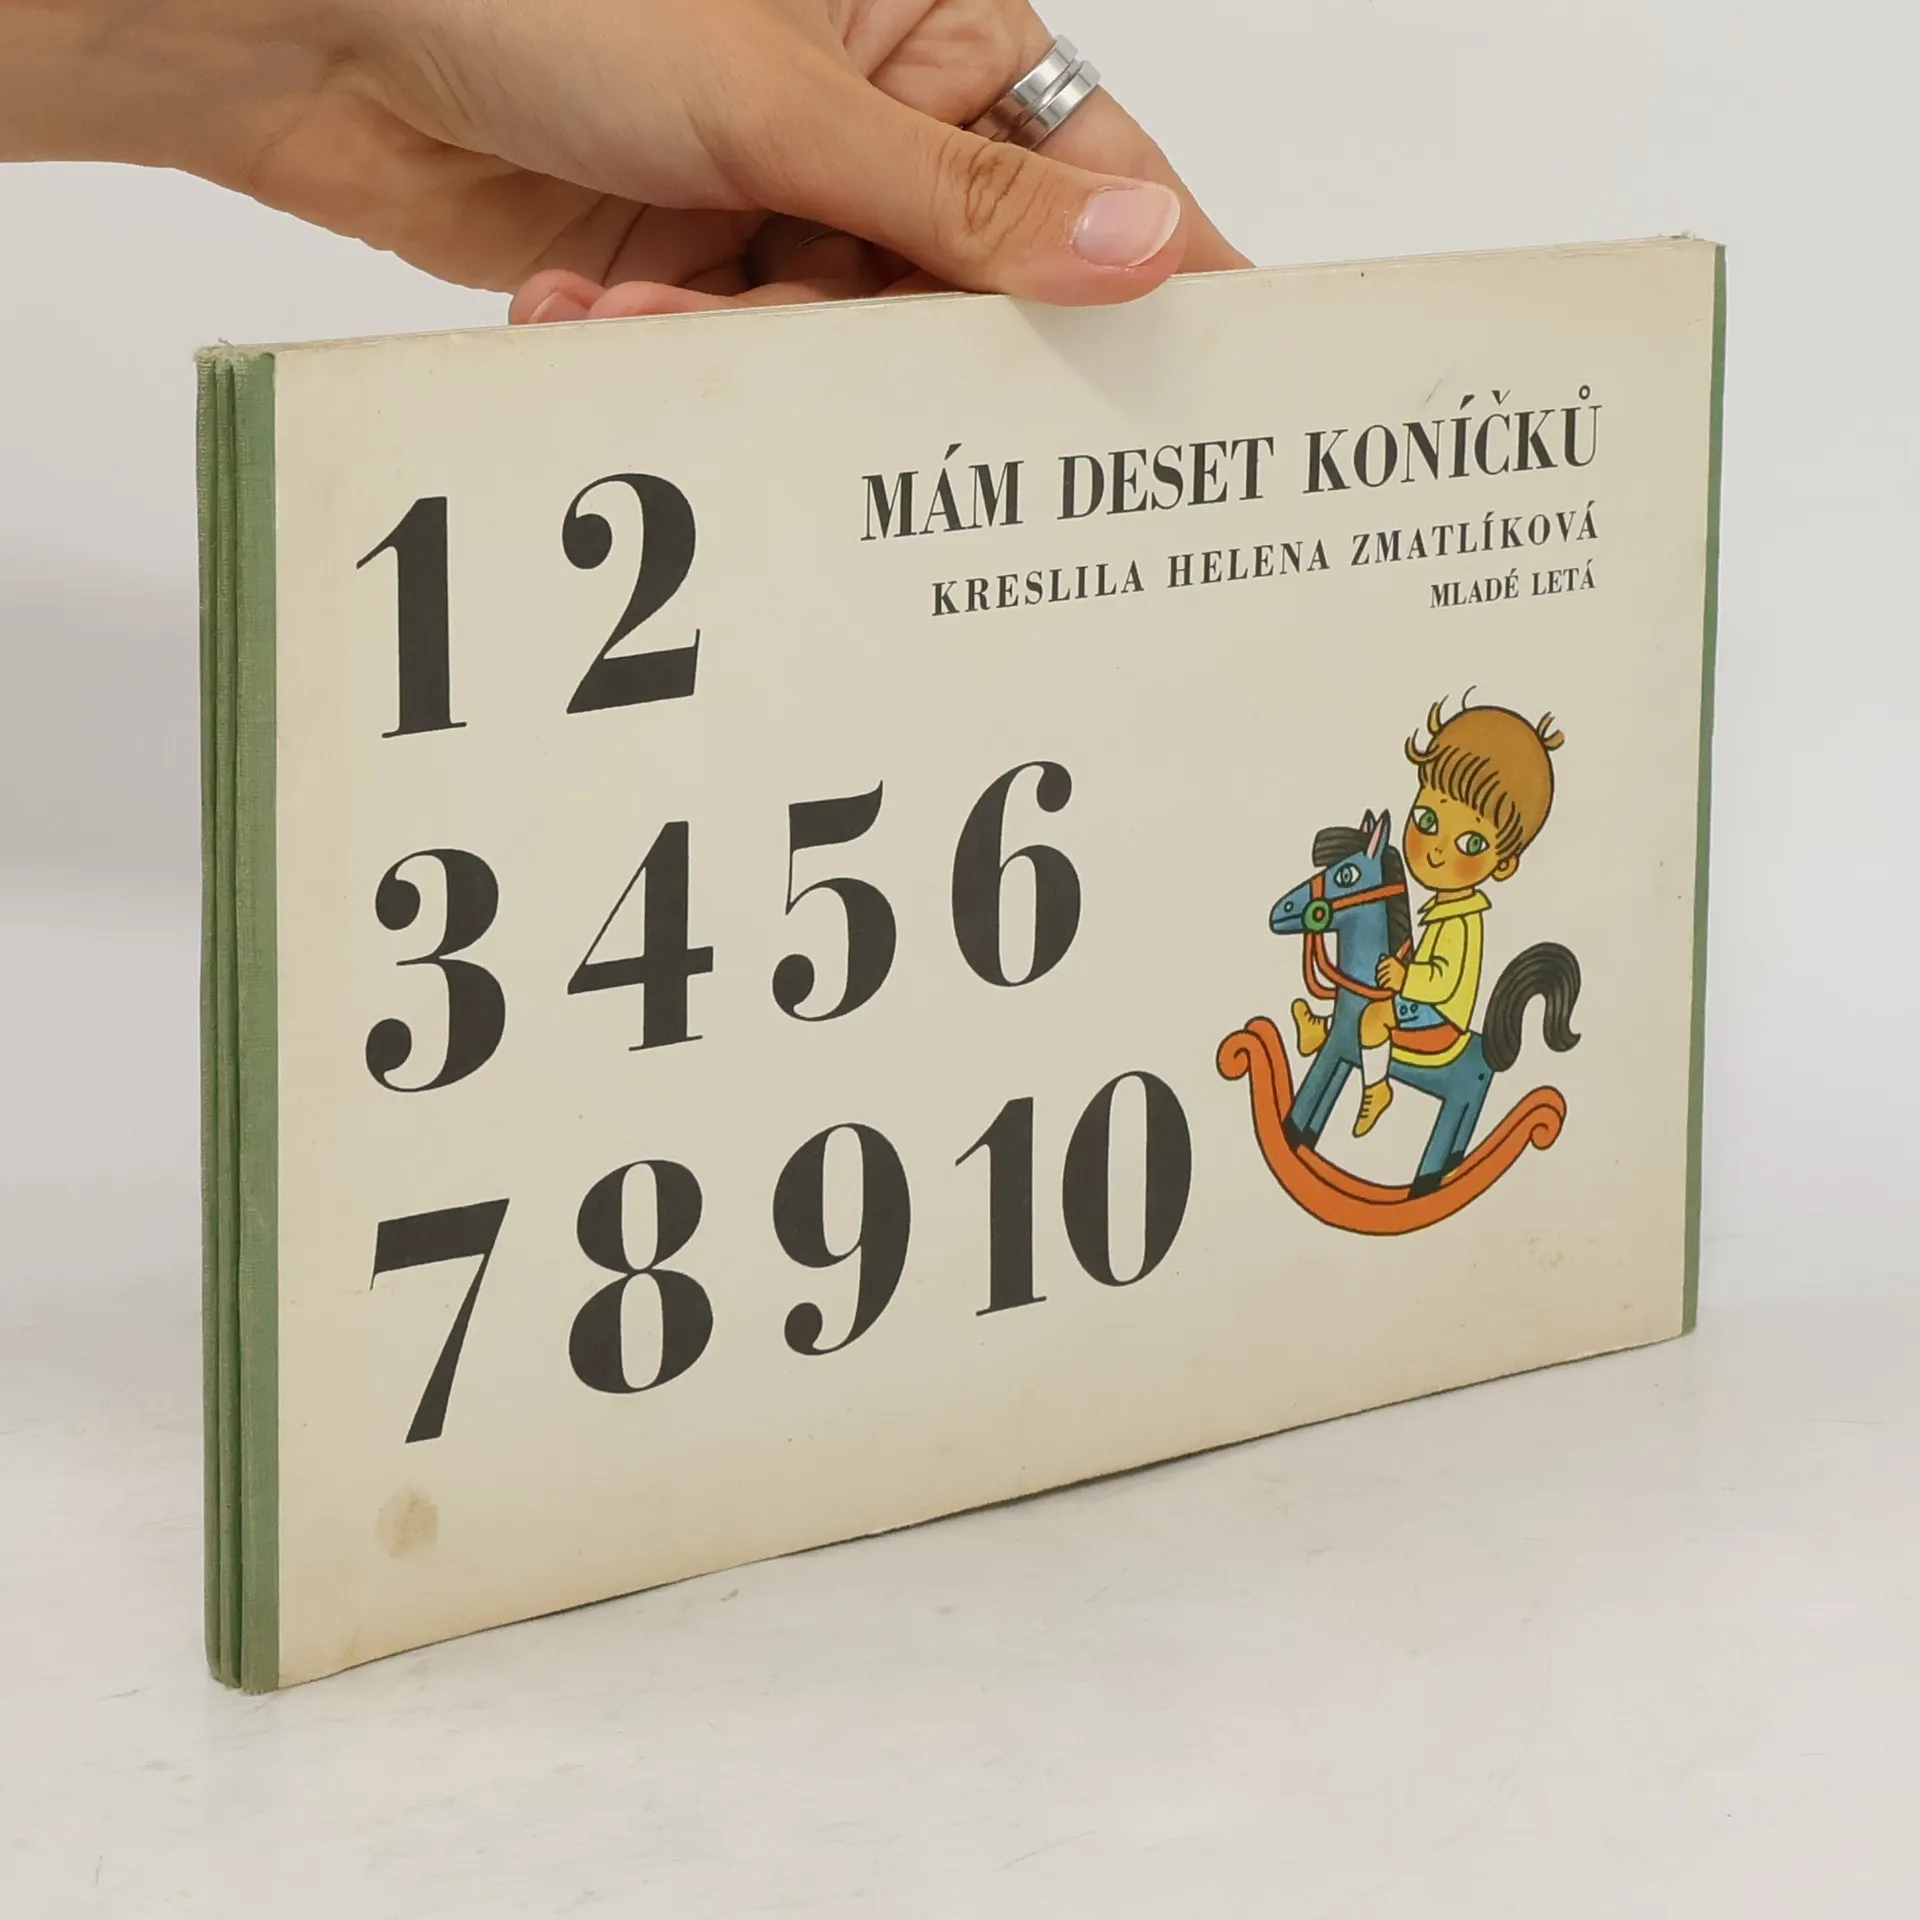 MÁM DESET KONÍČKŮ
KRESLILA HELENA ZMATLÍKOVÁ
MLADÉ LETÁ
1 2
3 4 5 6
7 8 9 10